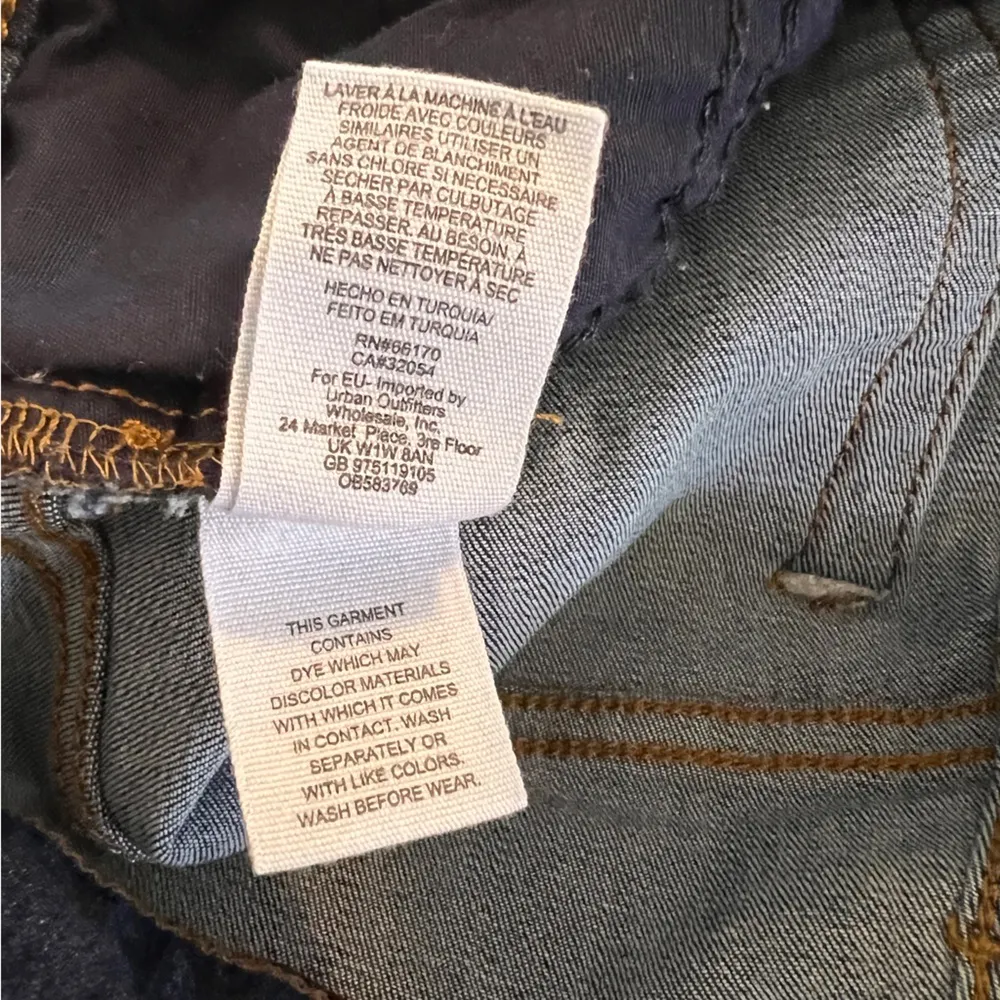 LAVER À LA MACHINE À L'EAU
FROIDE AVEC COULEURS
SIMILAIRES UTILISER UN
AGENT DE BLANCHIMENT
SANS CHLORE SI NECESSAIRE
SECHER PAR CULBUTAGE
À BASSE TEMPERATURE
REPASSER. AU BESOIN, À
TRÉS BASSE TEMPÉRATURE
NE PAS NETTOYER À SEC
HECHO EN TURQUIA/
FEITO EM TURQUIA
RN#66170
CA#32054
For EU- Imported by
Urban Outfitters
Wholesale, Inc.
24 Market Place, 3re Floor
UK W1W 8AN
GB 975119105
OB583769
THIS GARMENT
CONTAINS
DYE WHICH MAY
DISCOLOR MATERIALS
WITH WHICH IT COMES
IN CONTACT. WASH
SEPARATELY OR
WITH LIKE COLORS.
WASH BEFORE WEAR.